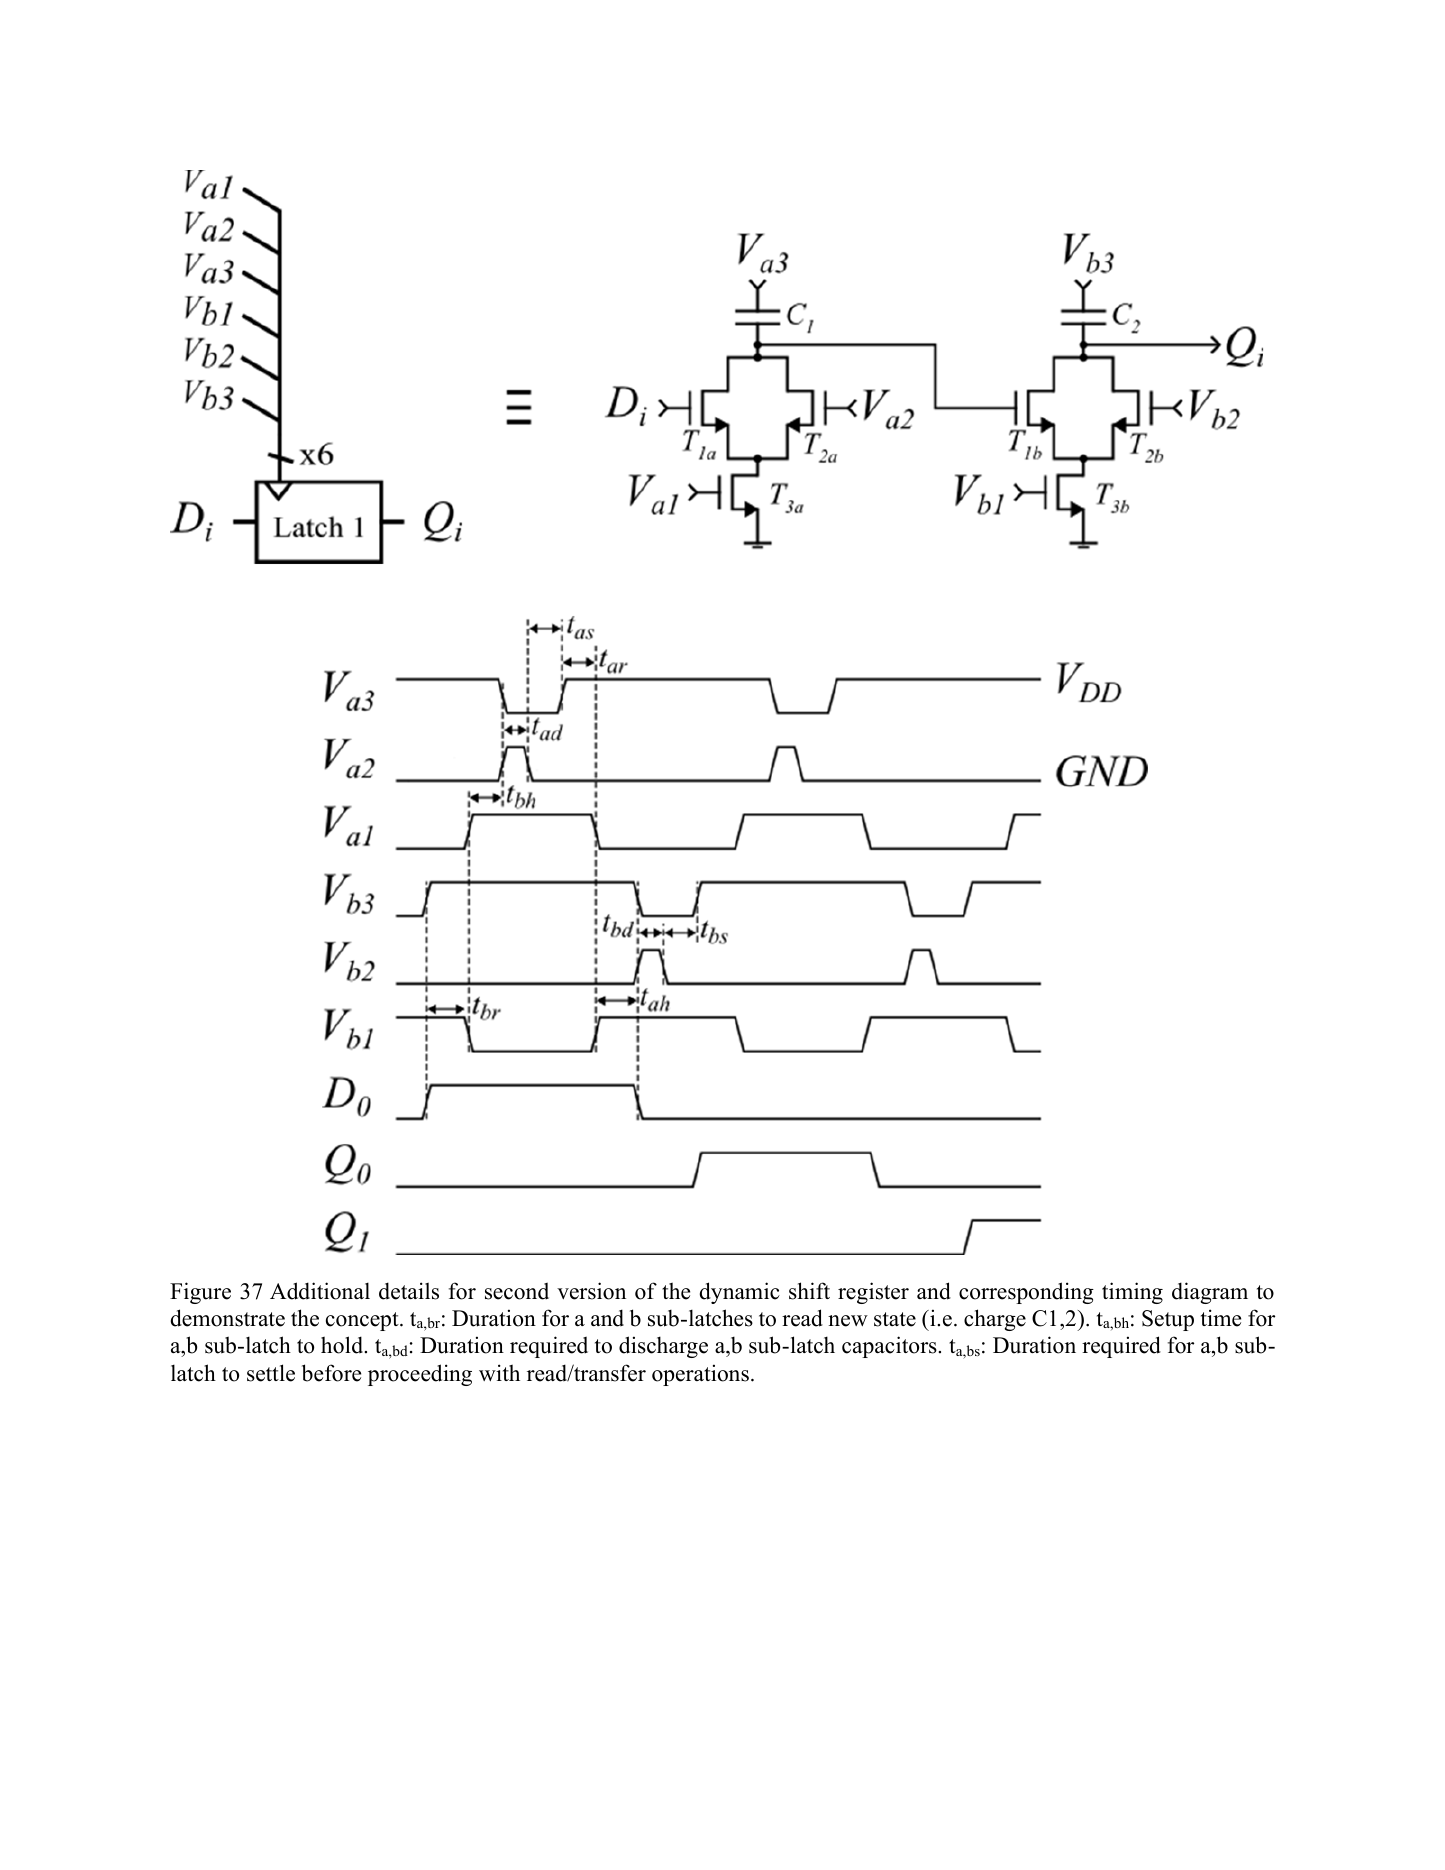 Va1
Va2
Va3
Vb1
Vb2
Vb3
x6
Di
Latch 1
Qi
≡
Va3
C1
Di
T1a
Va2
T2a
Va1
T3a
Vb3
C2
Qi
T1b
Vb2
T2b
Vb1
T3b
tas
tar
Va3
VDD
tad
Va2
GND
tbh
Va1
Vb3
tbd
tbs
Vb2
tbr
tah
Vb1
D0
Q0
Q1
Figure 37 Additional details for second version of the dynamic shift register and corresponding timing diagram to
demonstrate the concept. ta,br: Duration for a and b sub-latches to read new state (i.e. charge C1,2). ta,bh: Setup time for
a,b sub-latch to hold. ta,bd: Duration required to discharge a,b sub-latch capacitors. ta,bs: Duration required for a,b sub-
latch to settle before proceeding with read/transfer operations.